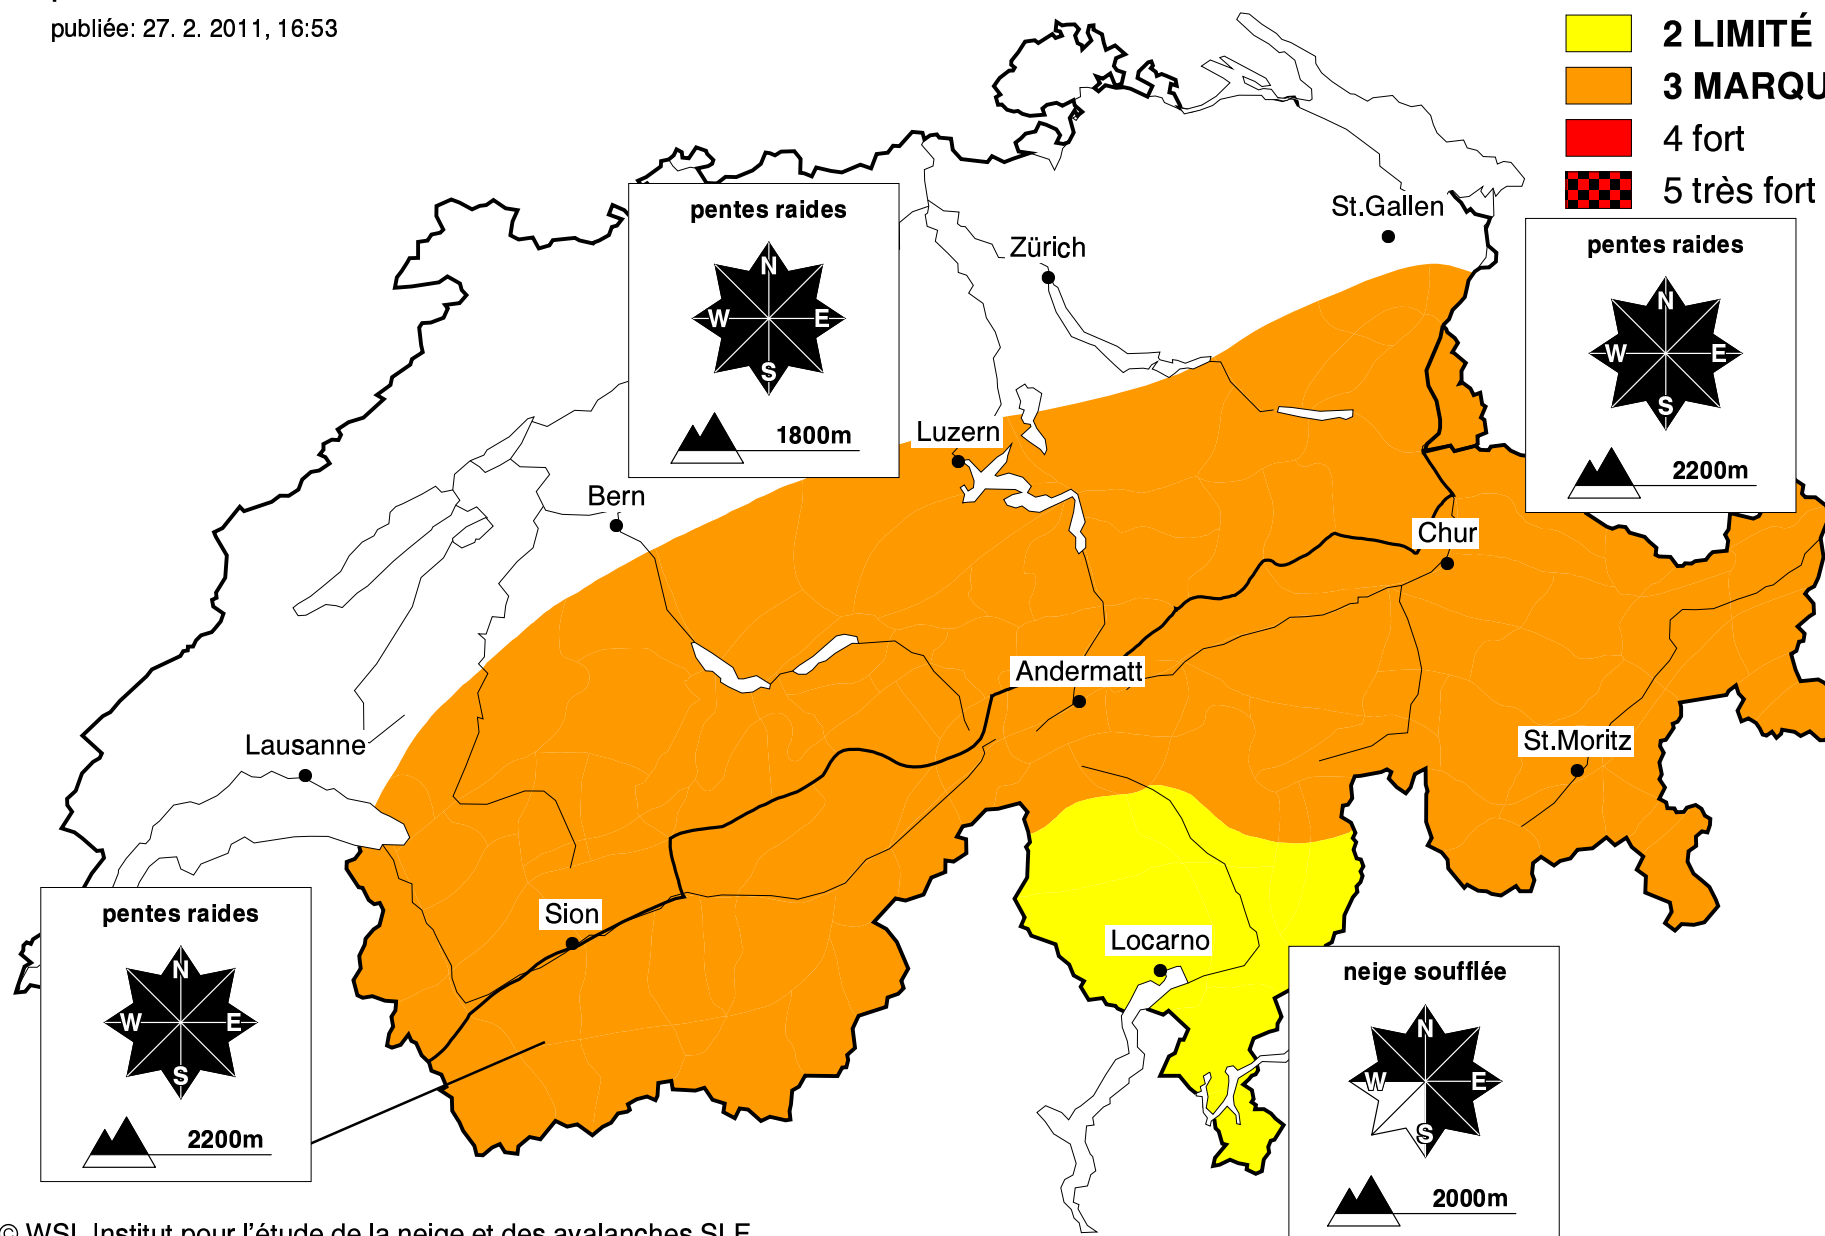 publiée: 27. 2. 2011, 16:53
2 LIMITÉ
3 MARQU
4 fort
5 très fort
pentes raides
N
W E
S
1800m
St.Gallen
Zürich
pentes raides
N
W E
S
2200m
Luzern
Bern
Chur
Andermatt
Lausanne
St.Moritz
pentes raides
N
W E
S
2200m
Sion
Locarno
neige soufflée
N
W E
S
2000m
© WSL Institut pour l'étude de la neige et des avalanches SLF